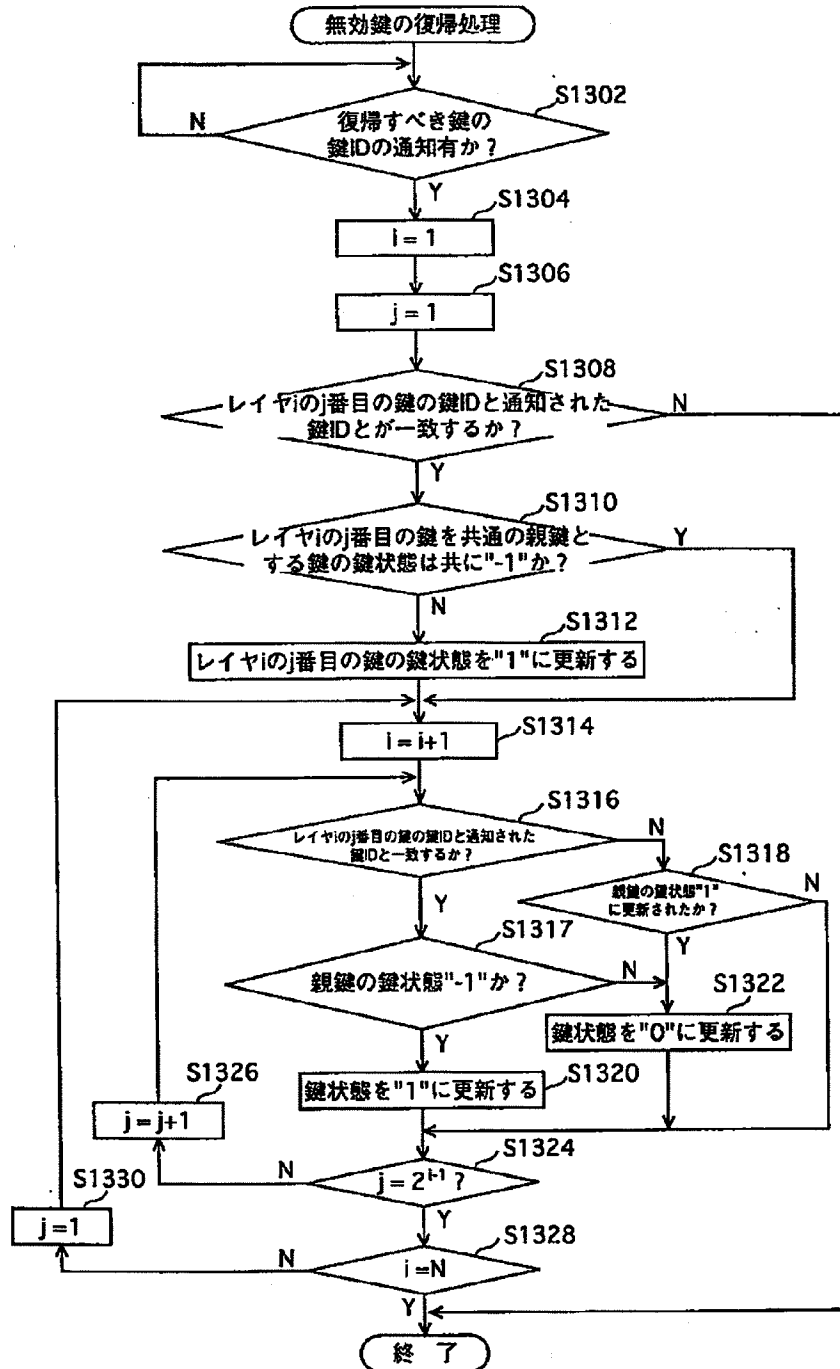 無効鍵の復帰処理
S1302
復帰すべき鍵の
鍵IDの通知有か?
N
Y
S1304
i = 1
S1306
j = 1
S1308
レイヤiのj番目の鍵の鍵IDと通知された
鍵IDとが一致するか?
N
Y
S1310
レイヤiのj番目の鍵を共通の親鍵と
する鍵の鍵状態は共に"-1"か?
Y
N
S1312
レイヤiのj番目の鍵の鍵状態を"1"に更新する
S1314
i = i+1
S1316
レイヤiのj番目の鍵の鍵IDと通知された
鍵IDと一致するか?
N
Y
S1318
親鍵の鍵状態"1"
に更新されたか?
N
Y
S1317
親鍵の鍵状態"-1"か?
N
Y
S1322
鍵状態を"0"に更新する
S1320
鍵状態を"1"に更新する
S1326
j = j+1
S1324
j = 2^{i-1} ?
N
Y
S1330
j=1
S1328
i =N
N
Y
終 了